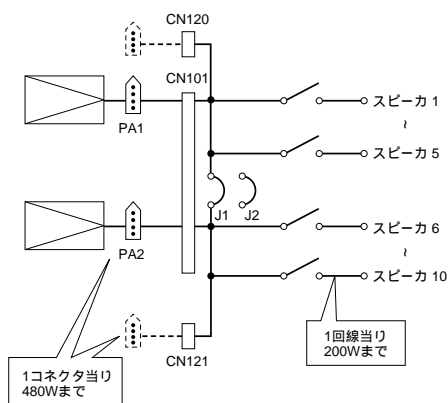 CN120
CN101
PA1
スピーカ 1
~
スピーカ 5
J1
J2
PA2
スピーカ 6
~
スピーカ 10
CN121
1コネクタ当り
480Wまで
1回線当り
200Wまで